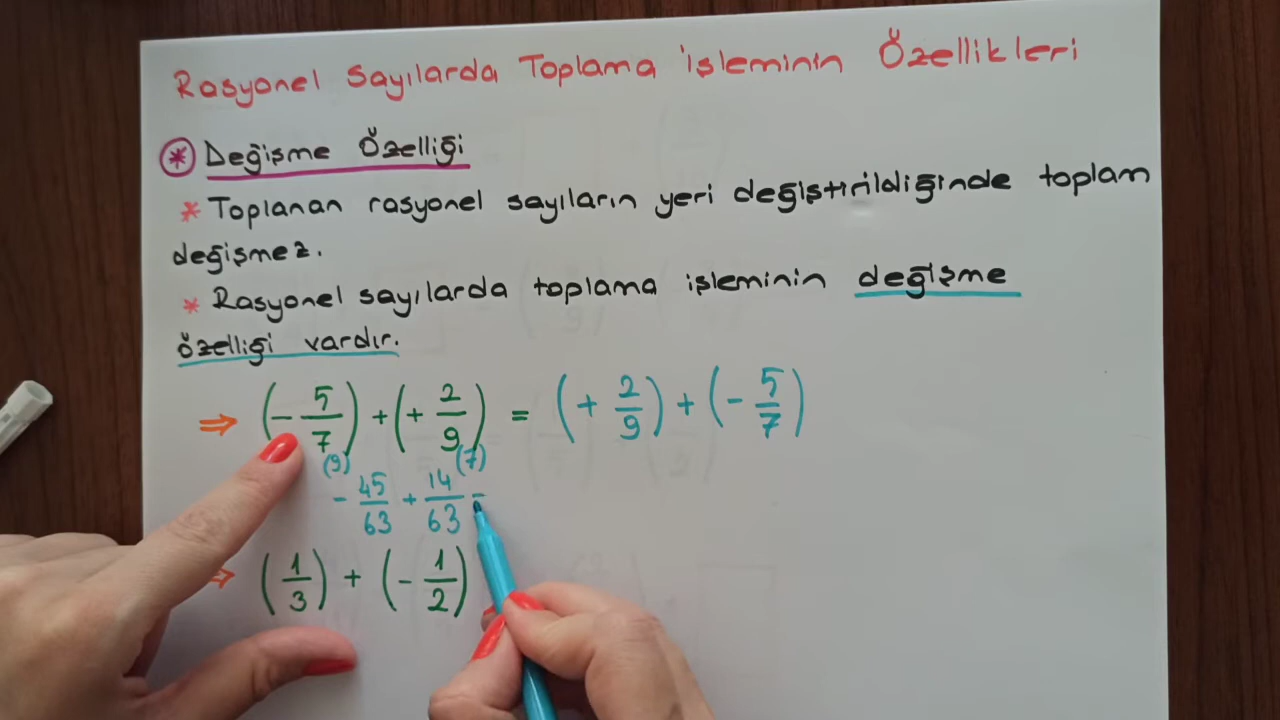 Rasyonel Sayılarda Toplama İşleminin Özellikleri
* Değişme Özelliği
* Toplanan rasyonel sayıların yeri değiştirildiğinde toplam
değişmez.
* Rasyonel sayılarda toplama işleminin değişme
özelliği vardır.
⇒ (- 5/7) + (+ 2/9) = (+ 2/9) + (- 5/7)
(9) (7)
- 45/63 + 14/63 =
⇒ (1/3) + (- 1/2)